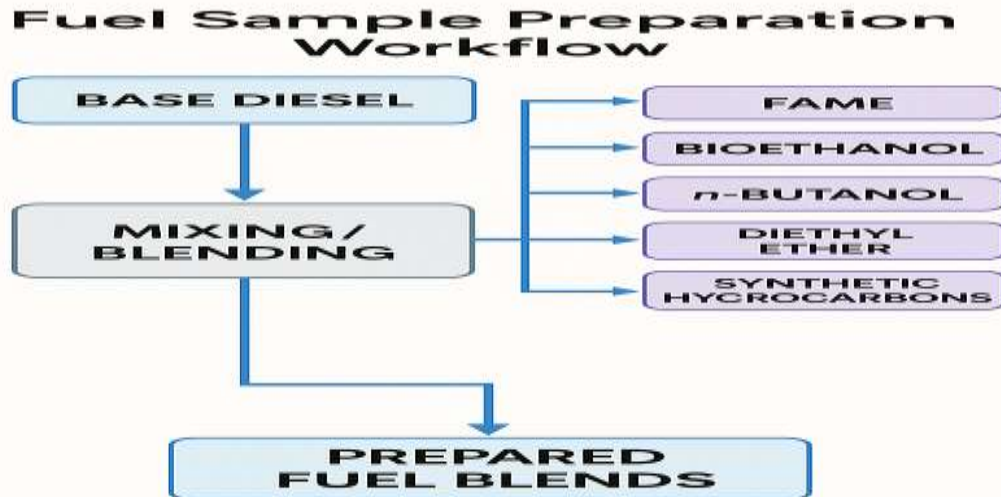 Fuel Sample Preparation
Workflow
BASE DIESEL
MIXING/
BLENDING
FAME
BIOETHANOL
n-BUTANOL
DIETHYL
ETHER
SYNTHETIC
HYCROCARBONS
PREPARED
FUEL BLENDS